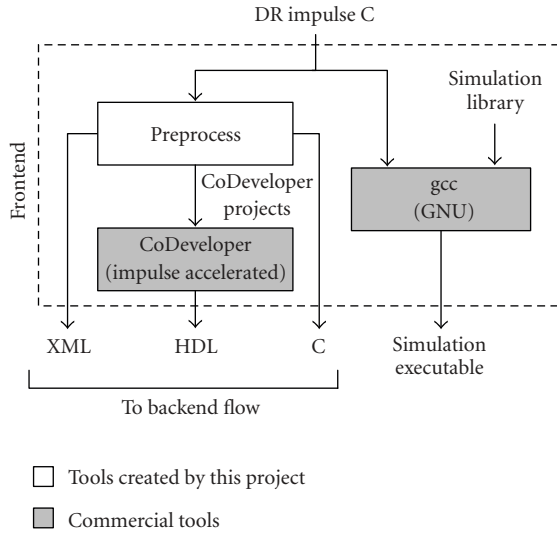 DR impulse C
Simulation
library
Frontend
Preprocess
CoDeveloper
projects
gcc
(GNU)
CoDeveloper
(impulse accelerated)
XML
HDL
C
Simulation
executable
To backend flow
Tools created by this project
Commercial tools